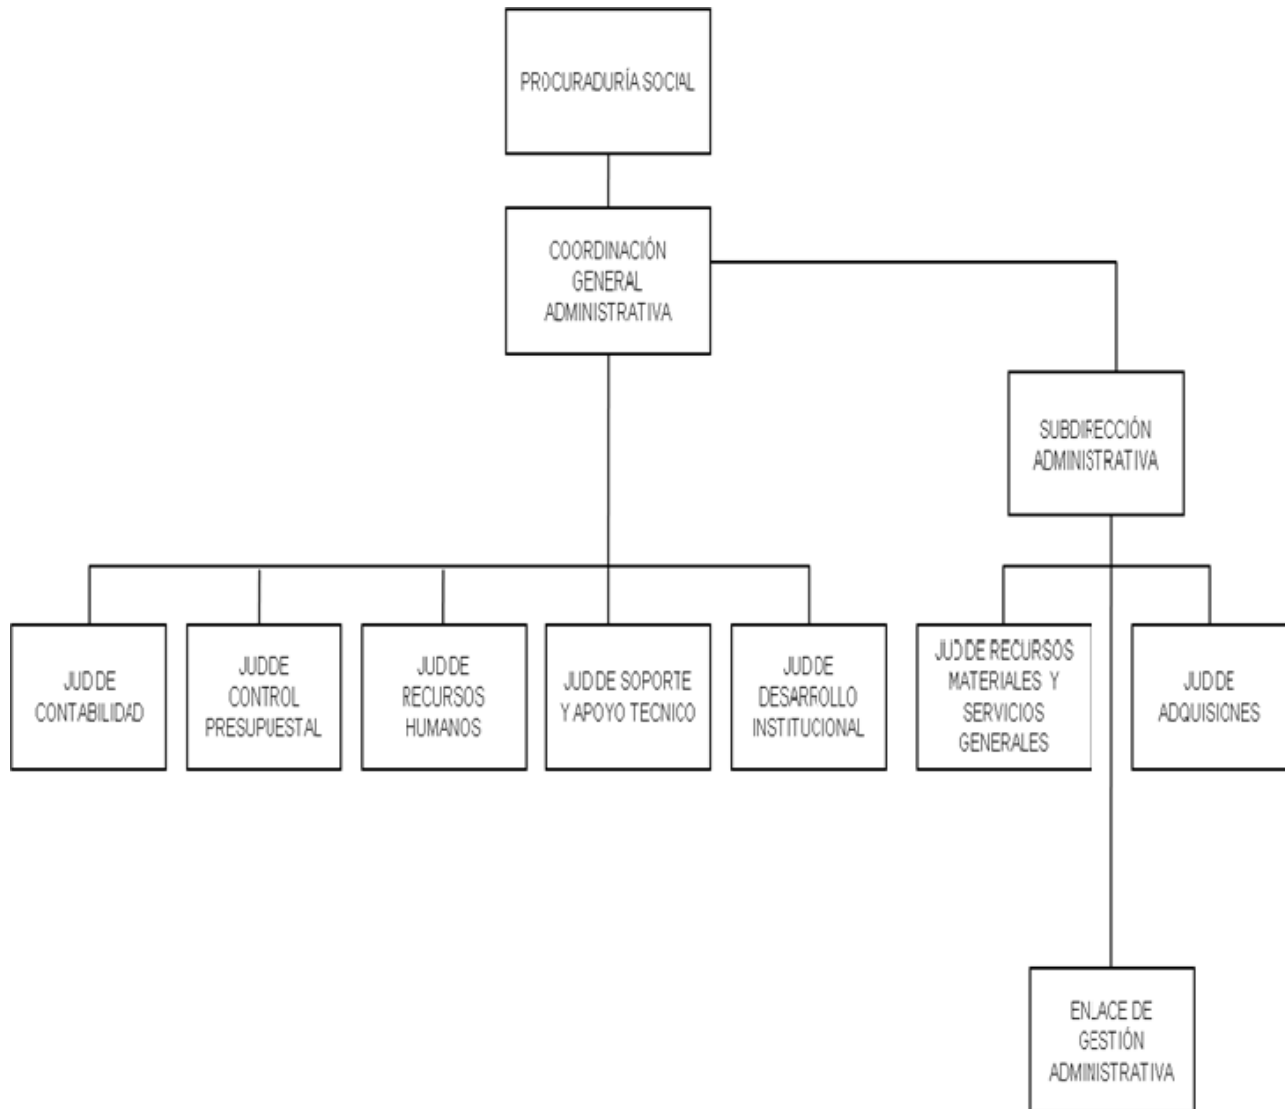 PROCURADURÍA SOCIAL
COORDINACIÓN
GENERAL
ADMINISTRATIVA
SUBDIRECCIÓN
ADMINISTRATIVA
JUD DE
CONTABILIDAD
JUD DE
CONTROL
PRESUPUESTAL
JUD DE
RECURSOS
HUMANOS
JUD DE SOPORTE
Y APOYO TECNICO
JUD DE
DESARROLLO
INSTITUCIONAL
JUD DE RECURSOS
MATERIALES Y
SERVICIOS
GENERALES
JUD DE
ADQUISIONES
ENLACE DE
GESTIÓN
ADMINISTRATIVA